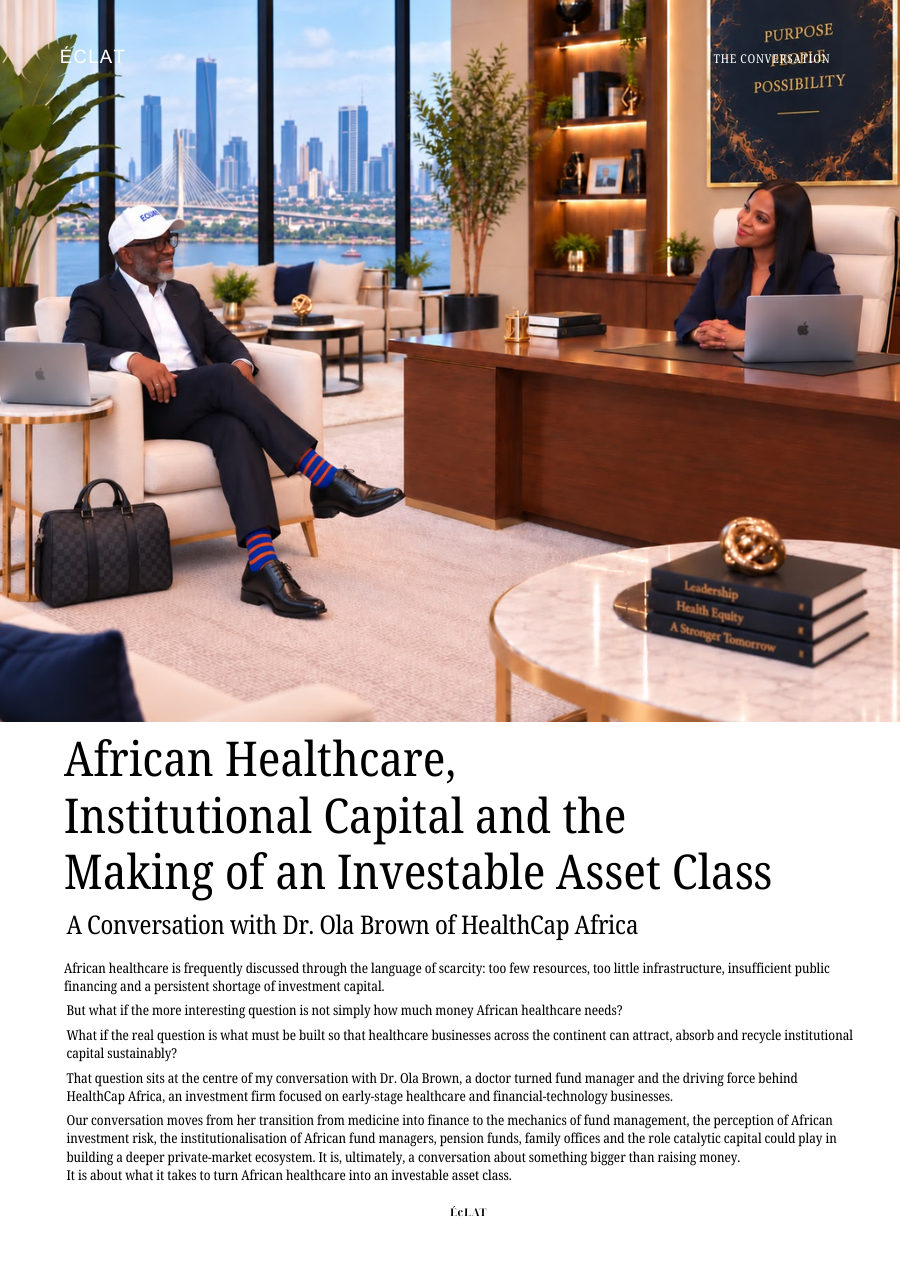 ÉCLAT
THE CONVERSATION
PURPOSE
PEOPLE
POSSIBILITY
Leadership
Health Equity
A Stronger Tomorrow
African Healthcare,
Institutional Capital and the
Making of an Investable Asset Class
A Conversation with Dr. Ola Brown of HealthCap Africa
African healthcare is frequently discussed through the language of scarcity: too few resources, too little infrastructure, insufficient public
financing and a persistent shortage of investment capital.
But what if the more interesting question is not simply how much money African healthcare needs?
What if the real question is what must be built so that healthcare businesses across the continent can attract, absorb and recycle institutional
capital sustainably?
That question sits at the centre of my conversation with Dr. Ola Brown, a doctor turned fund manager and the driving force behind
HealthCap Africa, an investment firm focused on early-stage healthcare and financial-technology businesses.
Our conversation moves from her transition from medicine into finance to the mechanics of fund management, the perception of African
investment risk, the institutionalisation of African fund managers, pension funds, family offices and the role catalytic capital could play in
building a deeper private-market ecosystem. It is, ultimately, a conversation about something bigger than raising money.
It is about what it takes to turn African healthcare into an investable asset class.
ÉcLAT